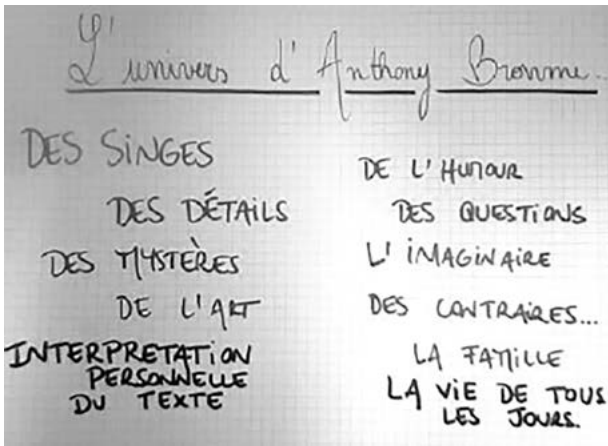 L'univers d'Anthony Browne.
DES SINGES
DES DÉTAILS
DES MYSTÈRES
DE L'ART
INTERPRETATION
PERSONNELLE
DU TEXTE
DE L'HUMOUR
DES QUESTIONS
L'IMAGINAIRE
DES CONTRAIRES...
LA FAMILLE
LA VIE DE TOUS
LES JOURS.